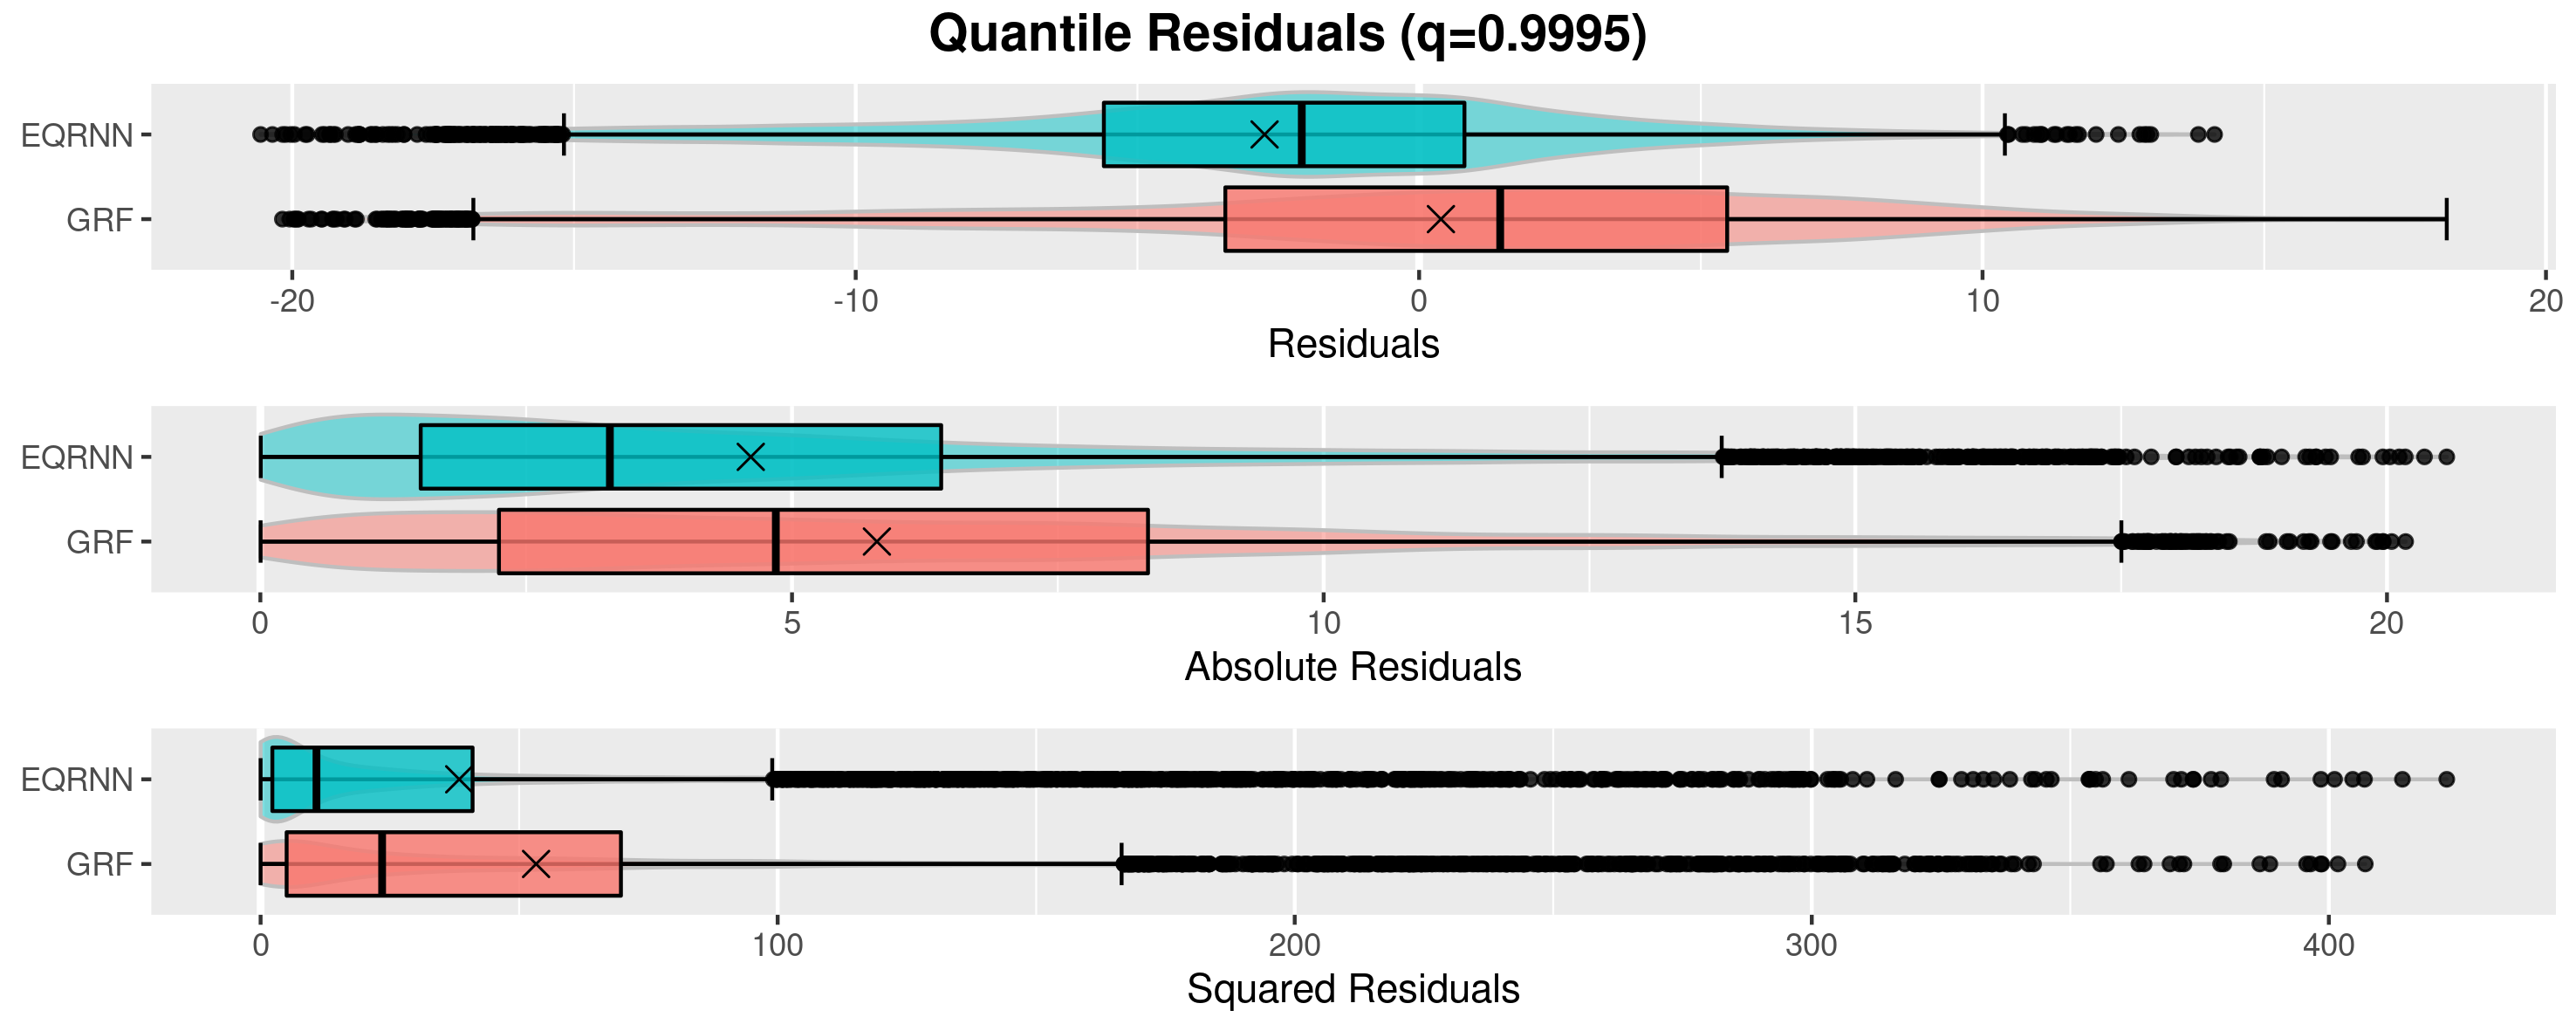 Quantile Residuals (q=0.9995)
EQRNN
GRF
-20 -10 0 10 20
Residuals
EQRNN
GRF
0 5 10 15 20
Absolute Residuals
EQRNN
GRF
0 100 200 300 400
Squared Residuals